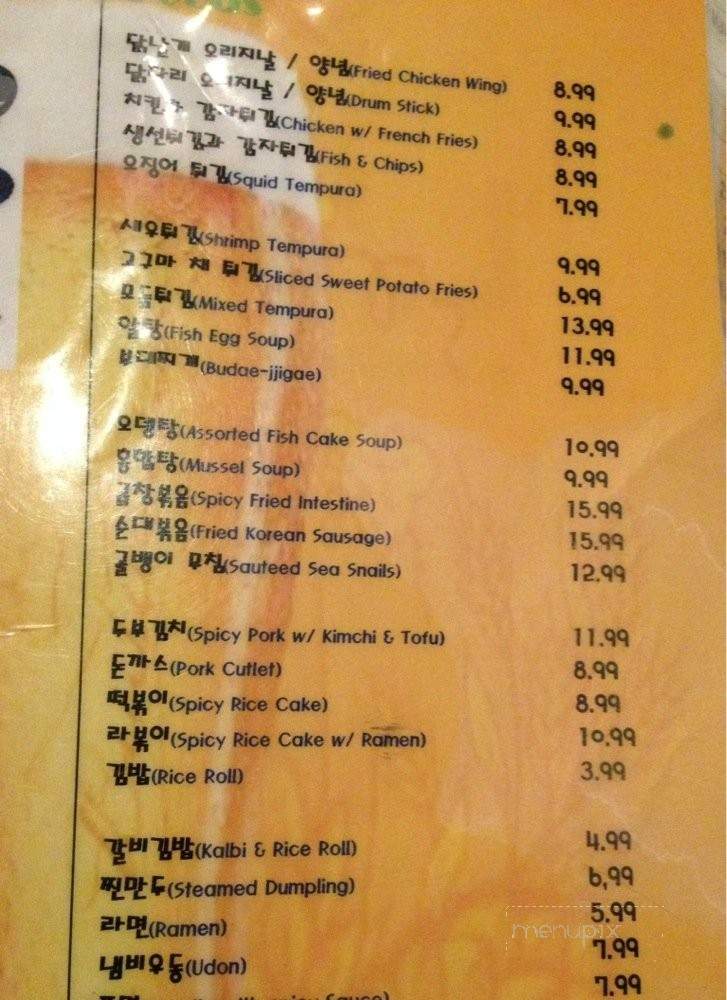 닭날개 오리지날 / 양념(Fried Chicken Wing) 8.99
닭다리 오리지날 / 양념(Drum Stick) 9.99
치킨과 감자튀김(Chicken w/ French Fries) 8.99
생선튀김과 감자튀김(Fish & Chips) 8.99
오징어 튀김(Squid Tempura) 7.99
새우튀김(Shrimp Tempura) 9.99
고구마 채 튀김(Sliced Sweet Potato Fries) 6.99
모듬튀김(Mixed Tempura) 13.99
알탕(Fish Egg Soup) 11.99
부대찌개(Budae-jjigae) 9.99
오뎅탕(Assorted Fish Cake Soup) 10.99
홍합탕(Mussel Soup) 9.99
곱창볶음(Spicy Fried Intestine) 15.99
순대볶음(Fried Korean Sausage) 15.99
골뱅이 무침(Sauteed Sea Snails) 12.99
두부김치(Spicy Pork w/ Kimchi & Tofu) 11.99
돈까스(Pork Cutlet) 8.99
떡볶이(Spicy Rice Cake) 8.99
라볶이(Spicy Rice Cake w/ Ramen) 10.99
김밥(Rice Roll) 3.99
갈비김밥(Kalbi & Rice Roll) 4.99
찐만두(Steamed Dumpling) 6,99
라면(Ramen) 5.99
냄비우동(Udon) 7.99
7.99
menupix